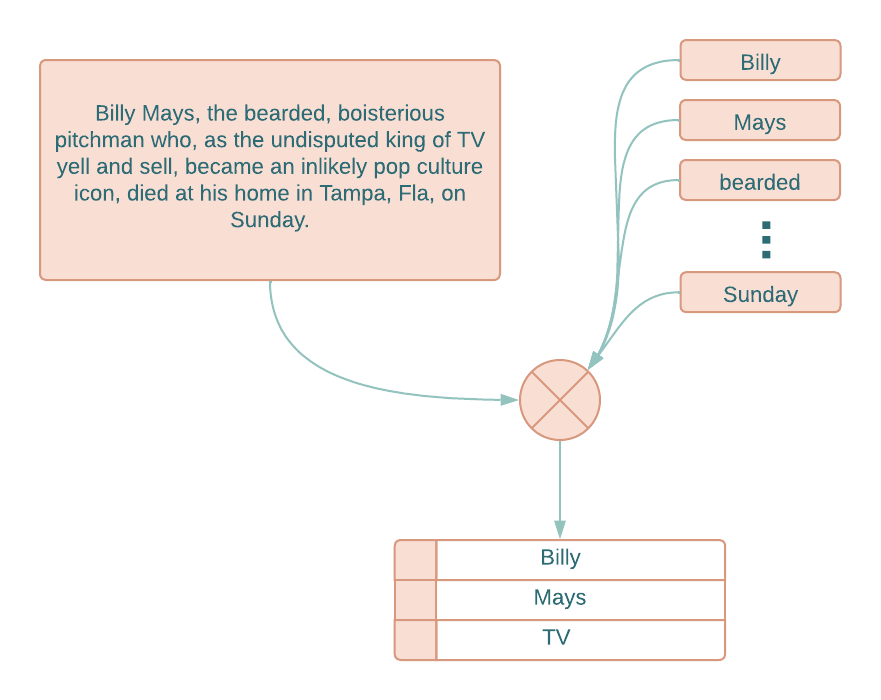 Billy Mays, the bearded, boisterious
pitchman who, as the undisputed king of TV
yell and sell, became an inlikely pop culture
icon, died at his home in Tampa, Fla, on
Sunday.
Billy
Mays
bearded
Sunday
Billy
Mays
TV